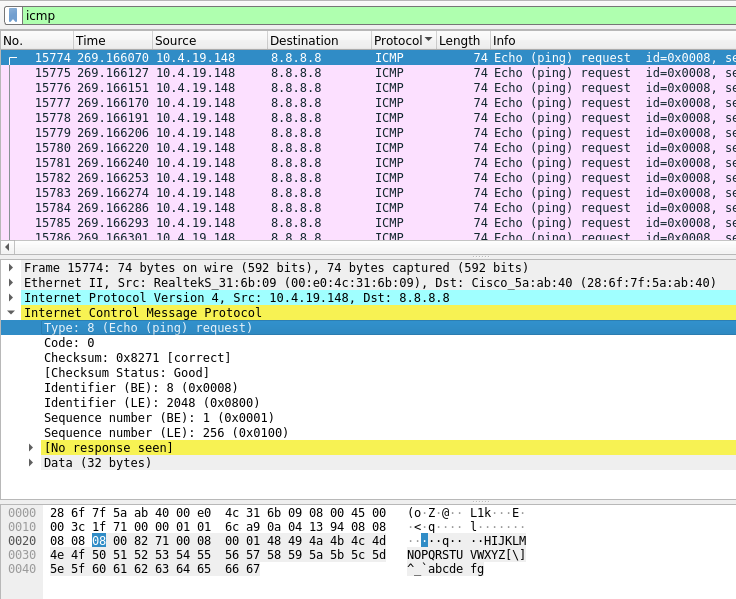 icmp
No. Time Source Destination Protocol Length Info
15774 269.166070 10.4.19.148 8.8.8.8 ICMP 74 Echo (ping) request id=0x0008, se
15775 269.166127 10.4.19.148 8.8.8.8 ICMP 74 Echo (ping) request id=0x0008, se
15776 269.166151 10.4.19.148 8.8.8.8 ICMP 74 Echo (ping) request id=0x0008, se
15777 269.166170 10.4.19.148 8.8.8.8 ICMP 74 Echo (ping) request id=0x0008, se
15778 269.166191 10.4.19.148 8.8.8.8 ICMP 74 Echo (ping) request id=0x0008, se
15779 269.166206 10.4.19.148 8.8.8.8 ICMP 74 Echo (ping) request id=0x0008, se
15780 269.166220 10.4.19.148 8.8.8.8 ICMP 74 Echo (ping) request id=0x0008, se
15781 269.166240 10.4.19.148 8.8.8.8 ICMP 74 Echo (ping) request id=0x0008, se
15782 269.166253 10.4.19.148 8.8.8.8 ICMP 74 Echo (ping) request id=0x0008, se
15783 269.166274 10.4.19.148 8.8.8.8 ICMP 74 Echo (ping) request id=0x0008, se
15784 269.166286 10.4.19.148 8.8.8.8 ICMP 74 Echo (ping) request id=0x0008, se
15785 269.166293 10.4.19.148 8.8.8.8 ICMP 74 Echo (ping) request id=0x0008, se
15786 269.166301 10.4.19.148 8.8.8.8 ICMP 74 Echo (ping) request id=0x0008, se
Frame 15774: 74 bytes on wire (592 bits), 74 bytes captured (592 bits)
Ethernet II, Src: RealtekS_31:6b:09 (00:e0:4c:31:6b:09), Dst: Cisco_5a:ab:40 (28:6f:7f:5a:ab:40)
Internet Protocol Version 4, Src: 10.4.19.148, Dst: 8.8.8.8
Internet Control Message Protocol
Type: 8 (Echo (ping) request)
Code: 0
Checksum: 0x8271 [correct]
[Checksum Status: Good]
Identifier (BE): 8 (0x0008)
Identifier (LE): 2048 (0x0800)
Sequence number (BE): 1 (0x0001)
Sequence number (LE): 256 (0x0100)
[No response seen]
Data (32 bytes)
0000 28 6f 7f 5a ab 40 00 e0 4c 31 6b 09 08 00 45 00 (o·Z·@·· L1k···E·
0010 00 3c 1f 71 00 00 01 01 6c a9 0a 04 13 94 08 08 ·<·q···· l·······
0020 08 08 08 00 82 71 00 08 00 01 48 49 4a 4b 4c 4d ·····q·· ··HIJKLM
0030 4e 4f 50 51 52 53 54 55 56 57 58 59 5a 5b 5c 5d NOPQRSTU VWXYZ[\]
0040 5e 5f 60 61 62 63 64 65 66 67 ^_`abcde fg